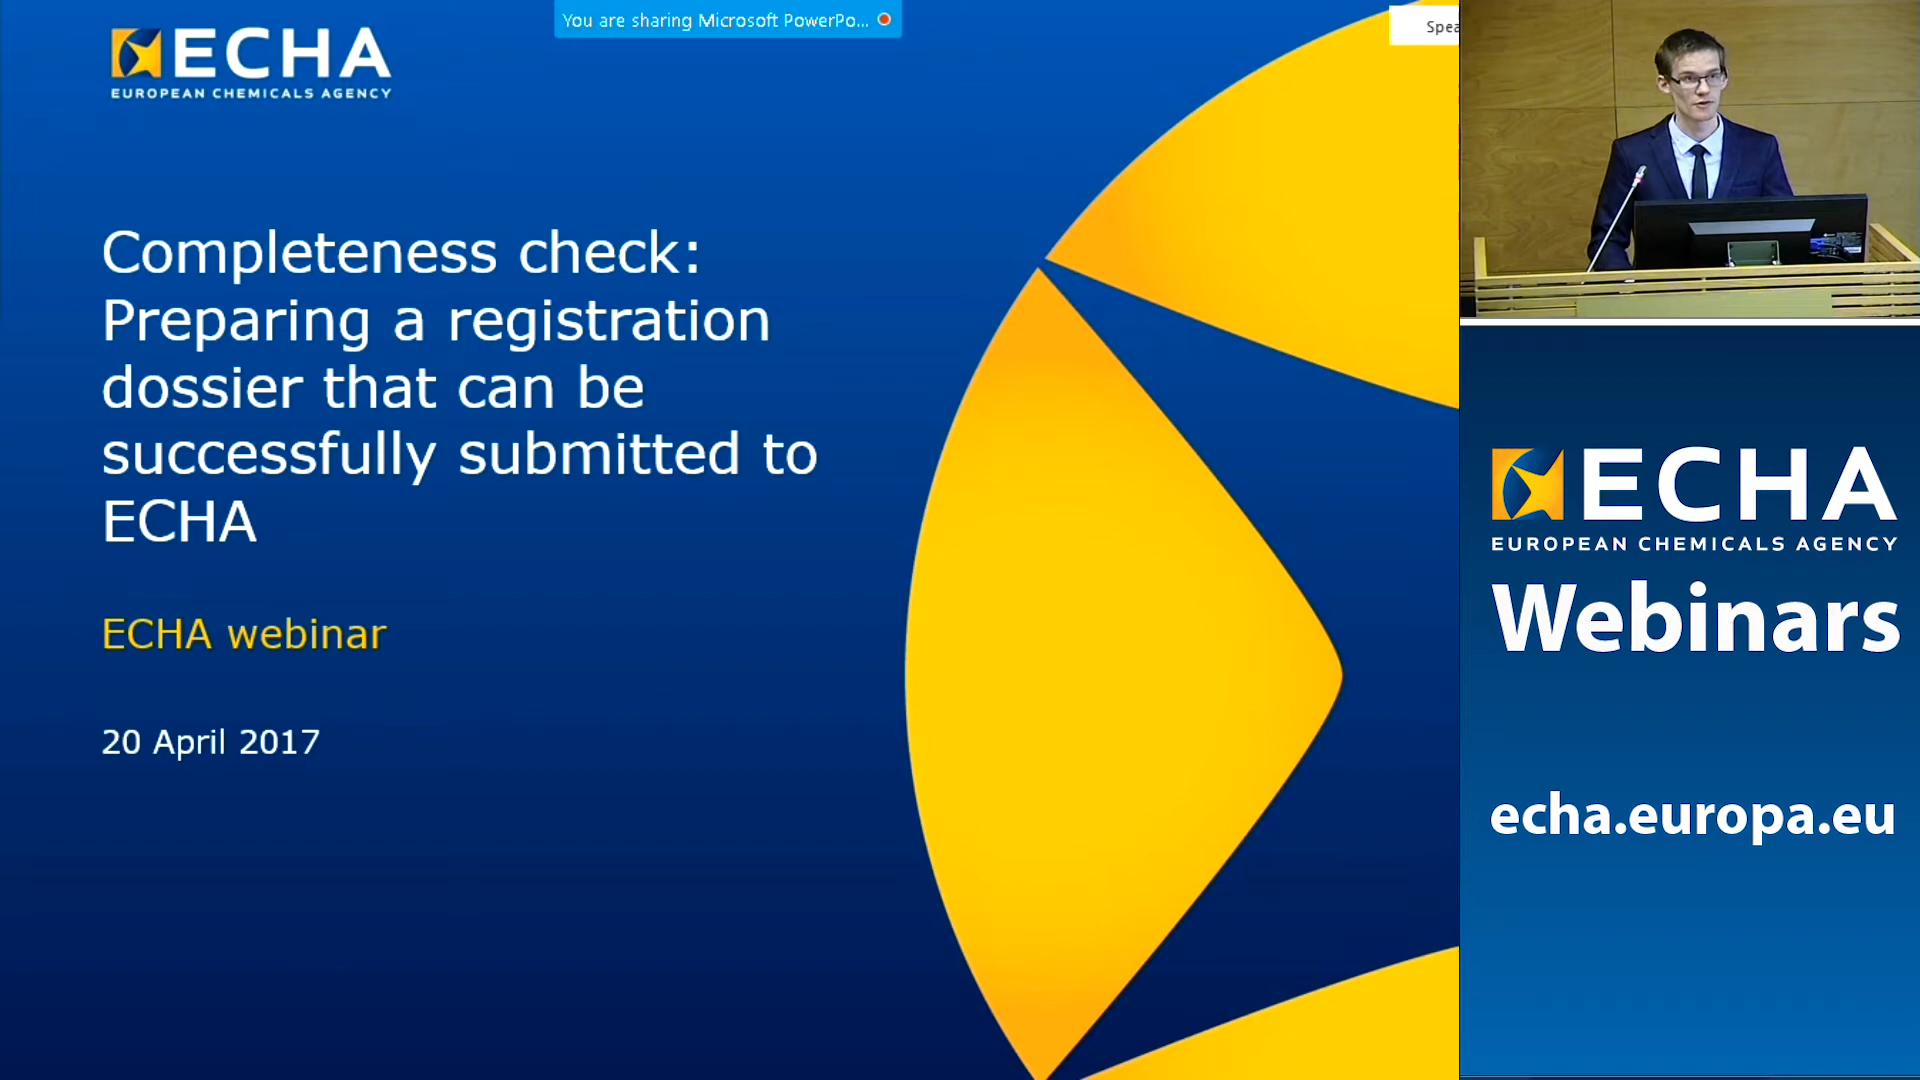 You are sharing Microsoft PowerPo...
ECHA
EUROPEAN CHEMICALS AGENCY
Completeness check:
Preparing a registration
dossier that can be
successfully submitted to
ECHA
ECHA webinar
20 April 2017
Spea
ECHA
EUROPEAN CHEMICALS AGENCY
Webinars
echa.europa.eu